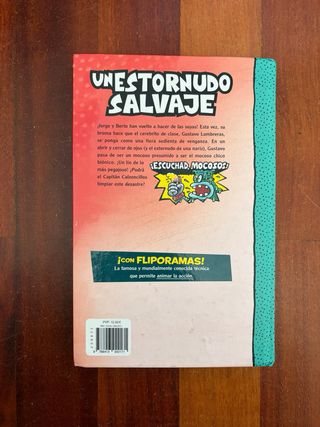 UN ESTORNUDO
SALVAJE
¡Jorge y Berto han vuelto a hacer de las suyas! Esta vez, su
broma hace que el cerebrito de clase, Gustavo Lumbreras,
se ponga como una fiera sedienta de venganza. En un
abrir y cerrar de ojos (y el estornudo de una nariz), Gustavo
pasa de ser un mocoso presumido a ser el mocoso chico
biónico. ¡Un lío de lo
más pegajoso! ¿Podrá
el Capitán Calzoncillos
limpiar este desastre?
¡ESCUCHAD, MOCOSOS!
¡CON FLIPORAMAS!
La famosa y mundialmente conocida técnica
que permite animar la acción.